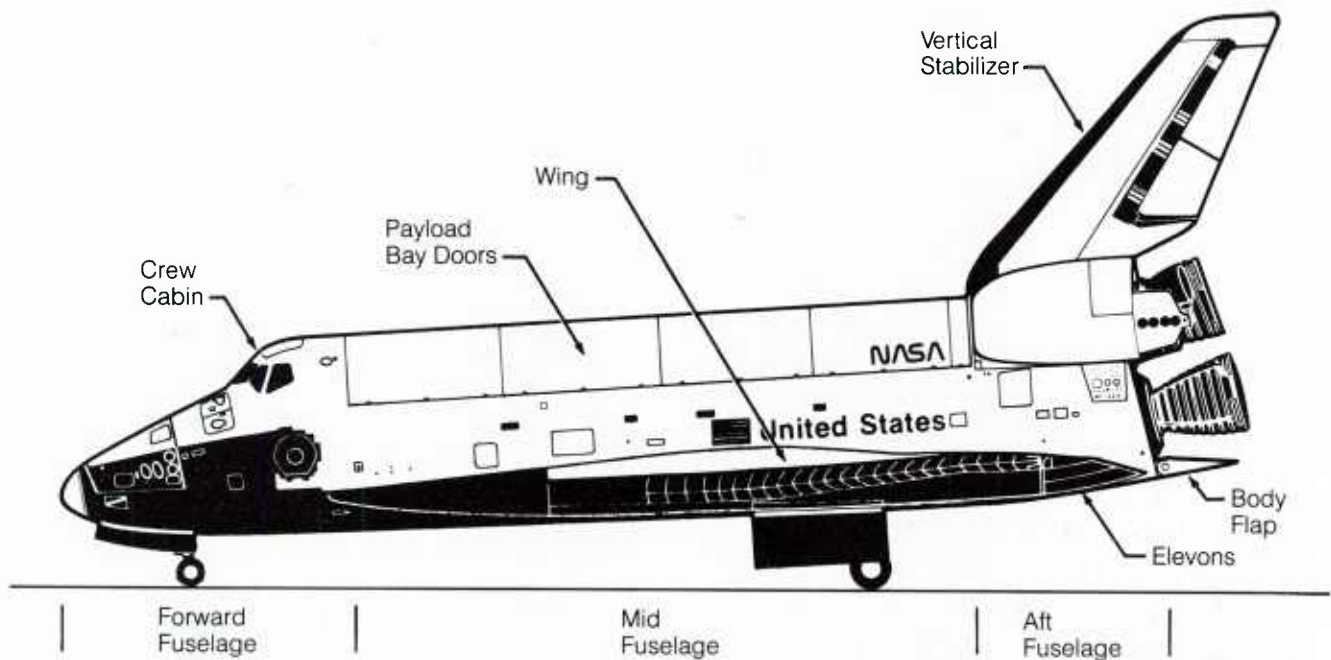 Vertical
Stabilizer
Wing
Payload
Bay Doors
Crew
Cabin
NASA
United States
Body
Flap
Elevons
Forward
Fuselage
Mid
Fuselage
Aft
Fuselage